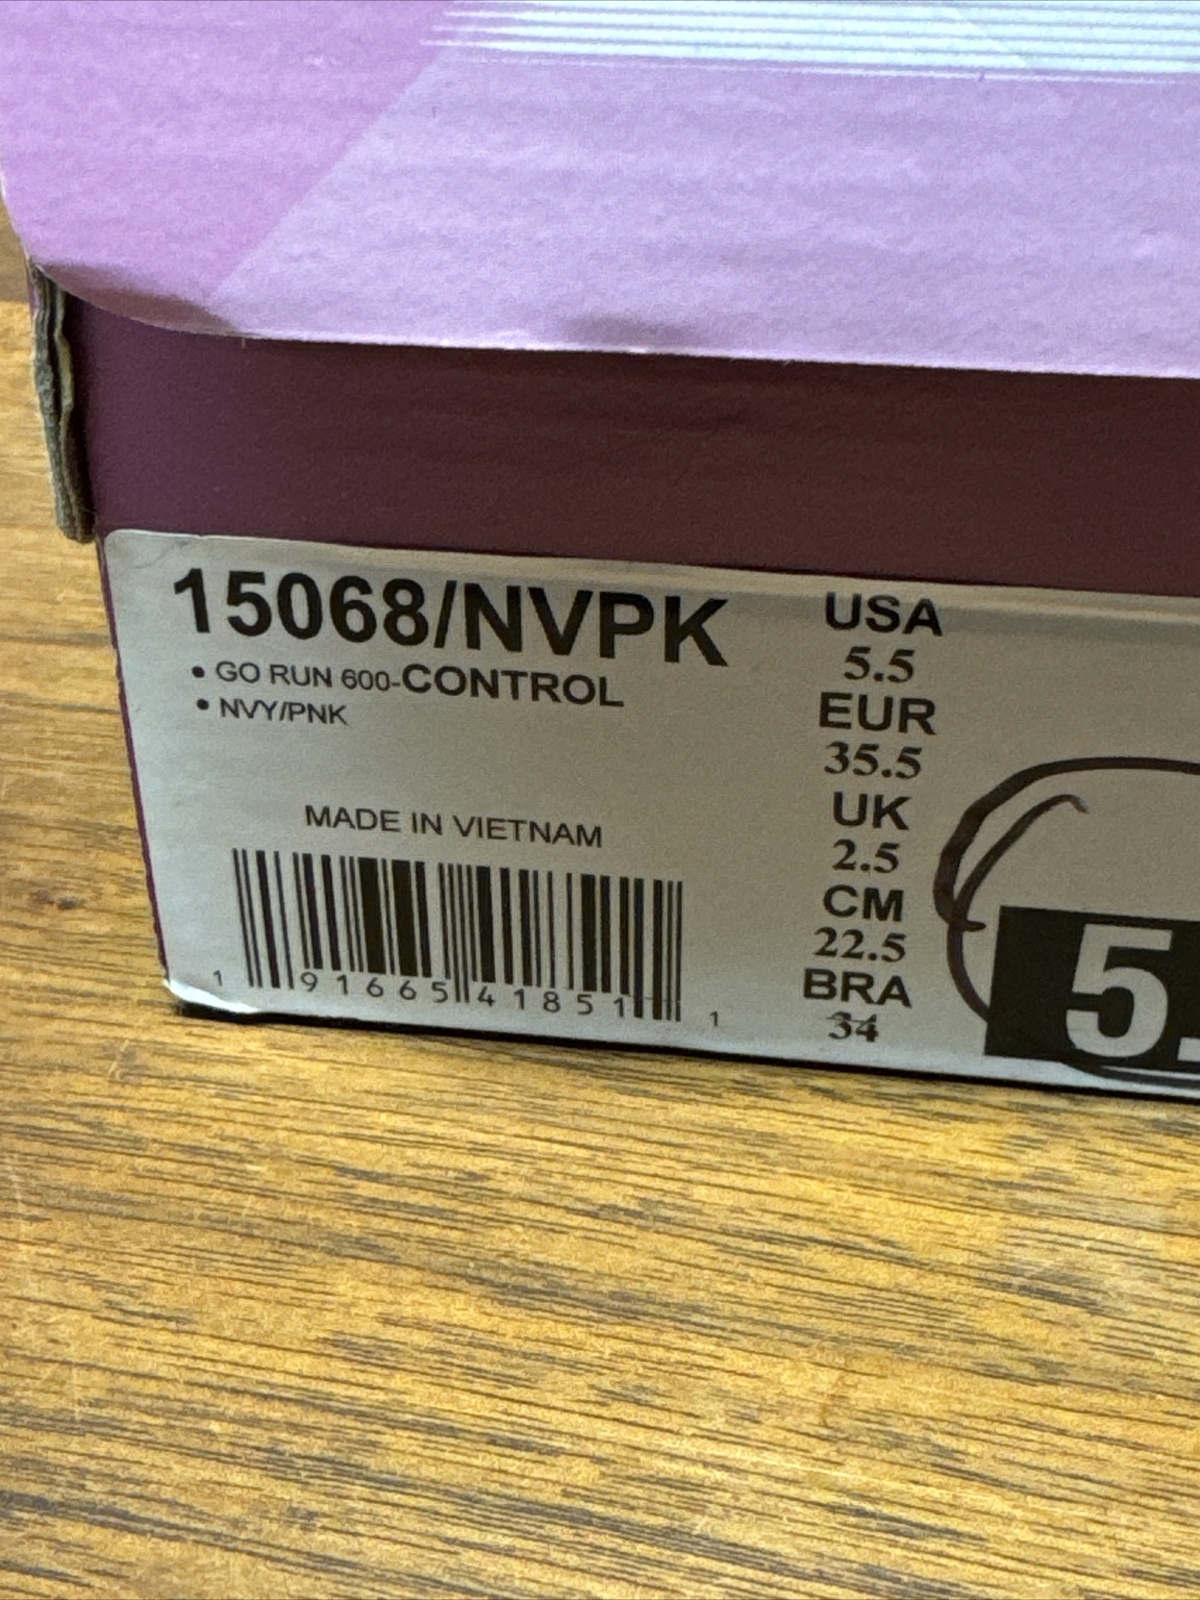 15068/NVPK
• GO RUN 600-CONTROL
• NVY/PNK
MADE IN VIETNAM
1 91665 41851 1
USA
5.5
EUR
35.5
UK
2.5
CM
22.5
BRA
34
5.